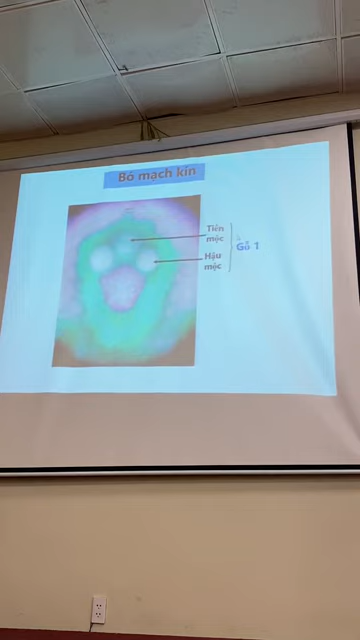 Bó mạch kín
Tiền
mộc
Gỗ 1
Hậu
mộc